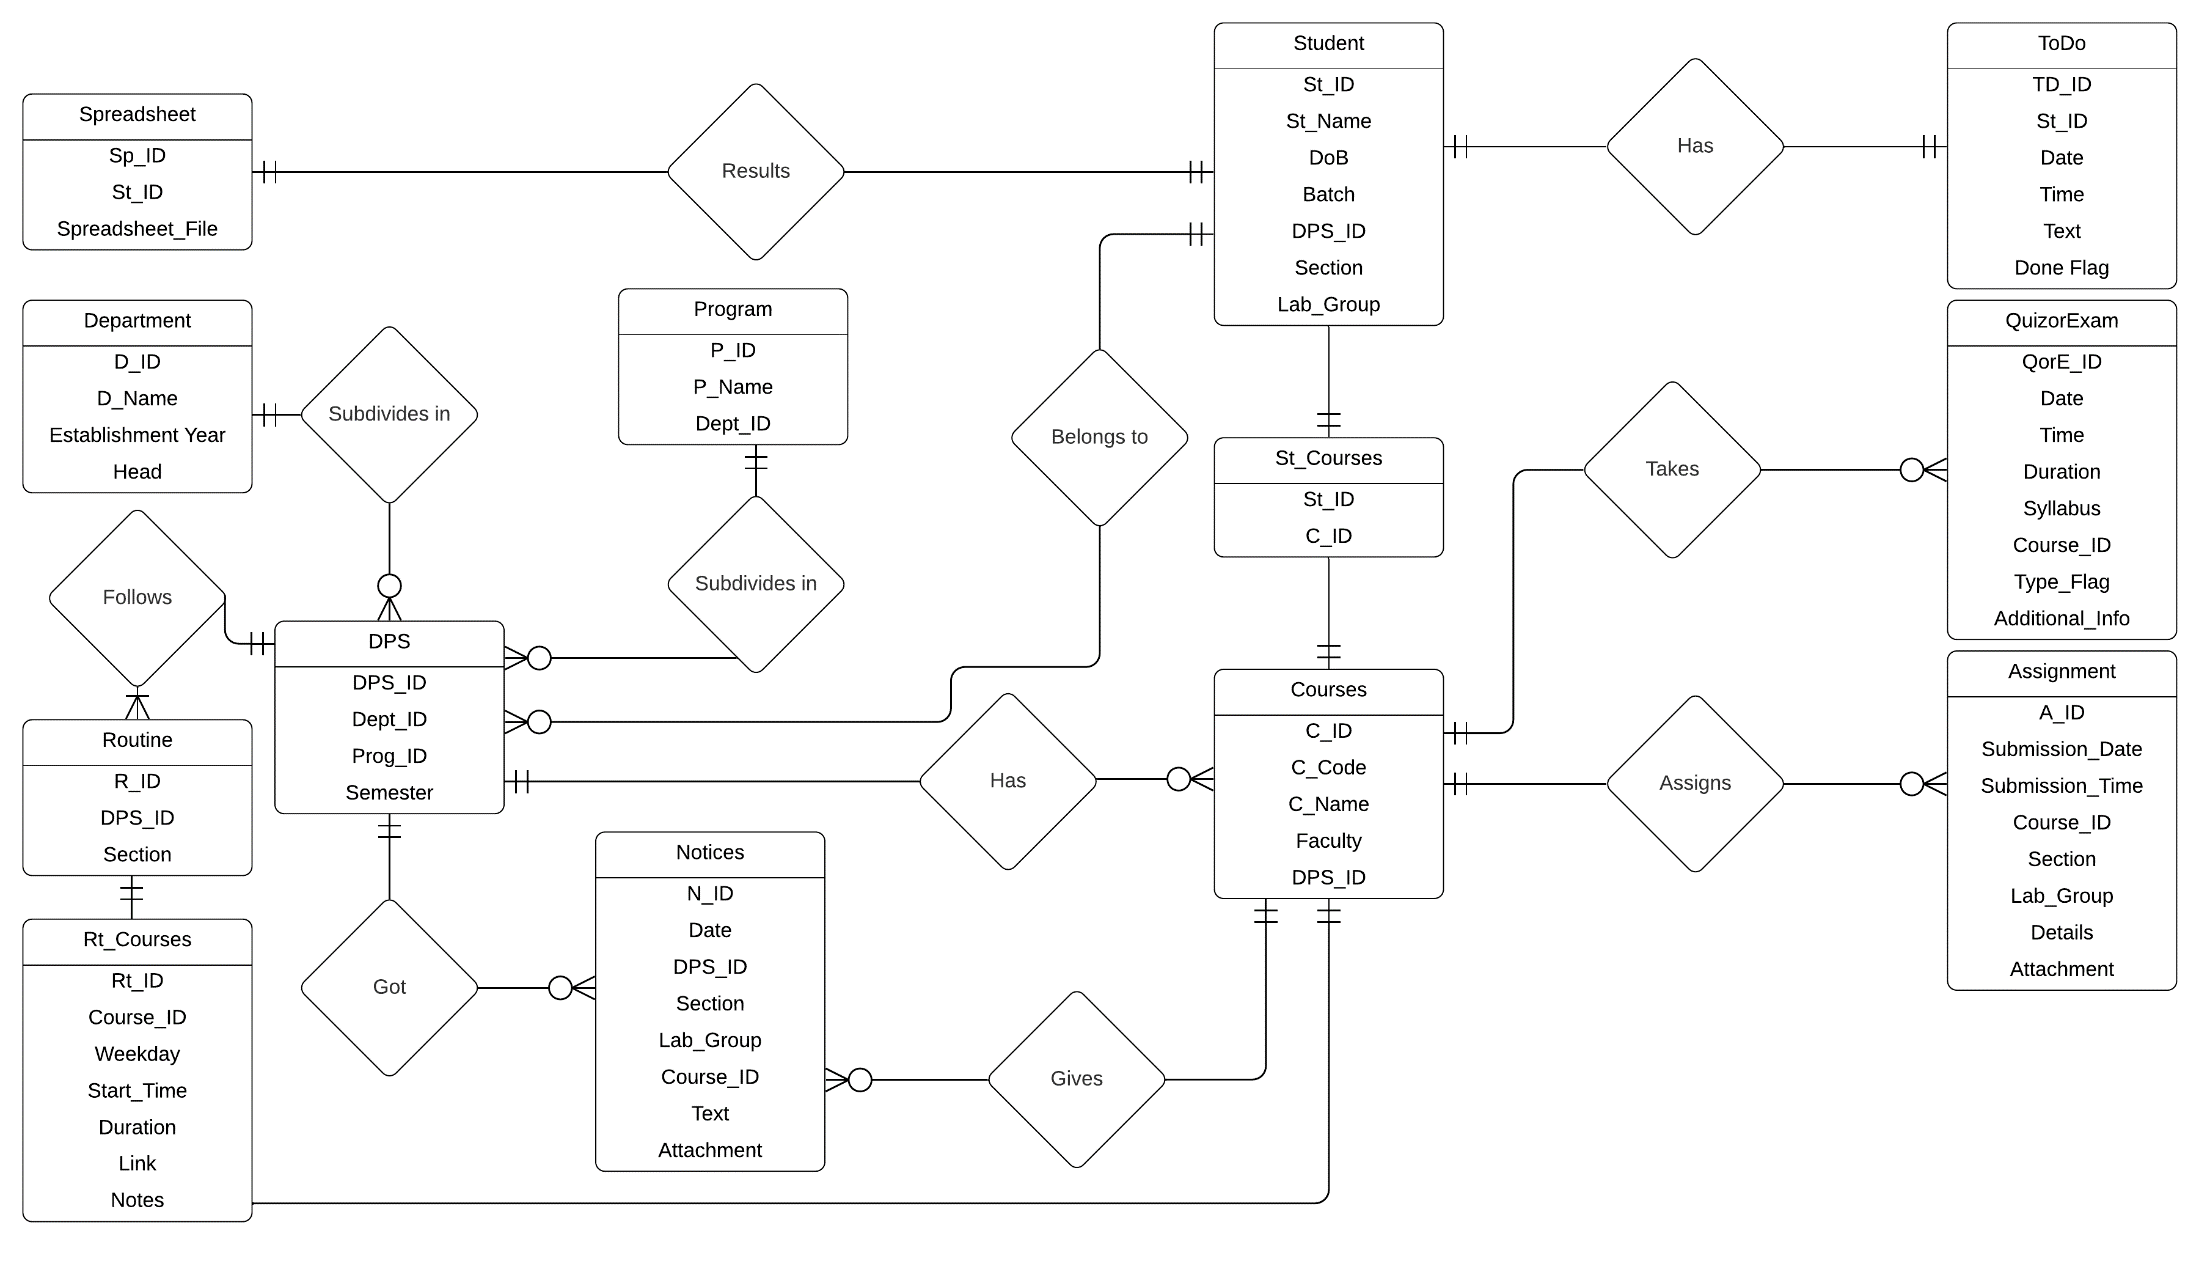 Spreadsheet
Sp_ID
St_ID
Spreadsheet_File
Results
Student
St_ID
St_Name
DoB
Batch
DPS_ID
Section
Lab_Group
Has
ToDo
TD_ID
St_ID
Date
Time
Text
Done Flag
Department
D_ID
D_Name
Establishment Year
Head
Subdivides in
Program
P_ID
P_Name
Dept_ID
Subdivides in
Belongs to
St_Courses
St_ID
C_ID
Takes
QuizorExam
QorE_ID
Date
Time
Duration
Syllabus
Course_ID
Type_Flag
Additional_Info
Follows
DPS
DPS_ID
Dept_ID
Prog_ID
Semester
Has
Courses
C_ID
C_Code
C_Name
Faculty
DPS_ID
Assigns
Assignment
A_ID
Submission_Date
Submission_Time
Course_ID
Section
Lab_Group
Details
Attachment
Routine
R_ID
DPS_ID
Section
Rt_Courses
Rt_ID
Course_ID
Weekday
Start_Time
Duration
Link
Notes
Got
Notices
N_ID
Date
DPS_ID
Section
Lab_Group
Course_ID
Text
Attachment
Gives